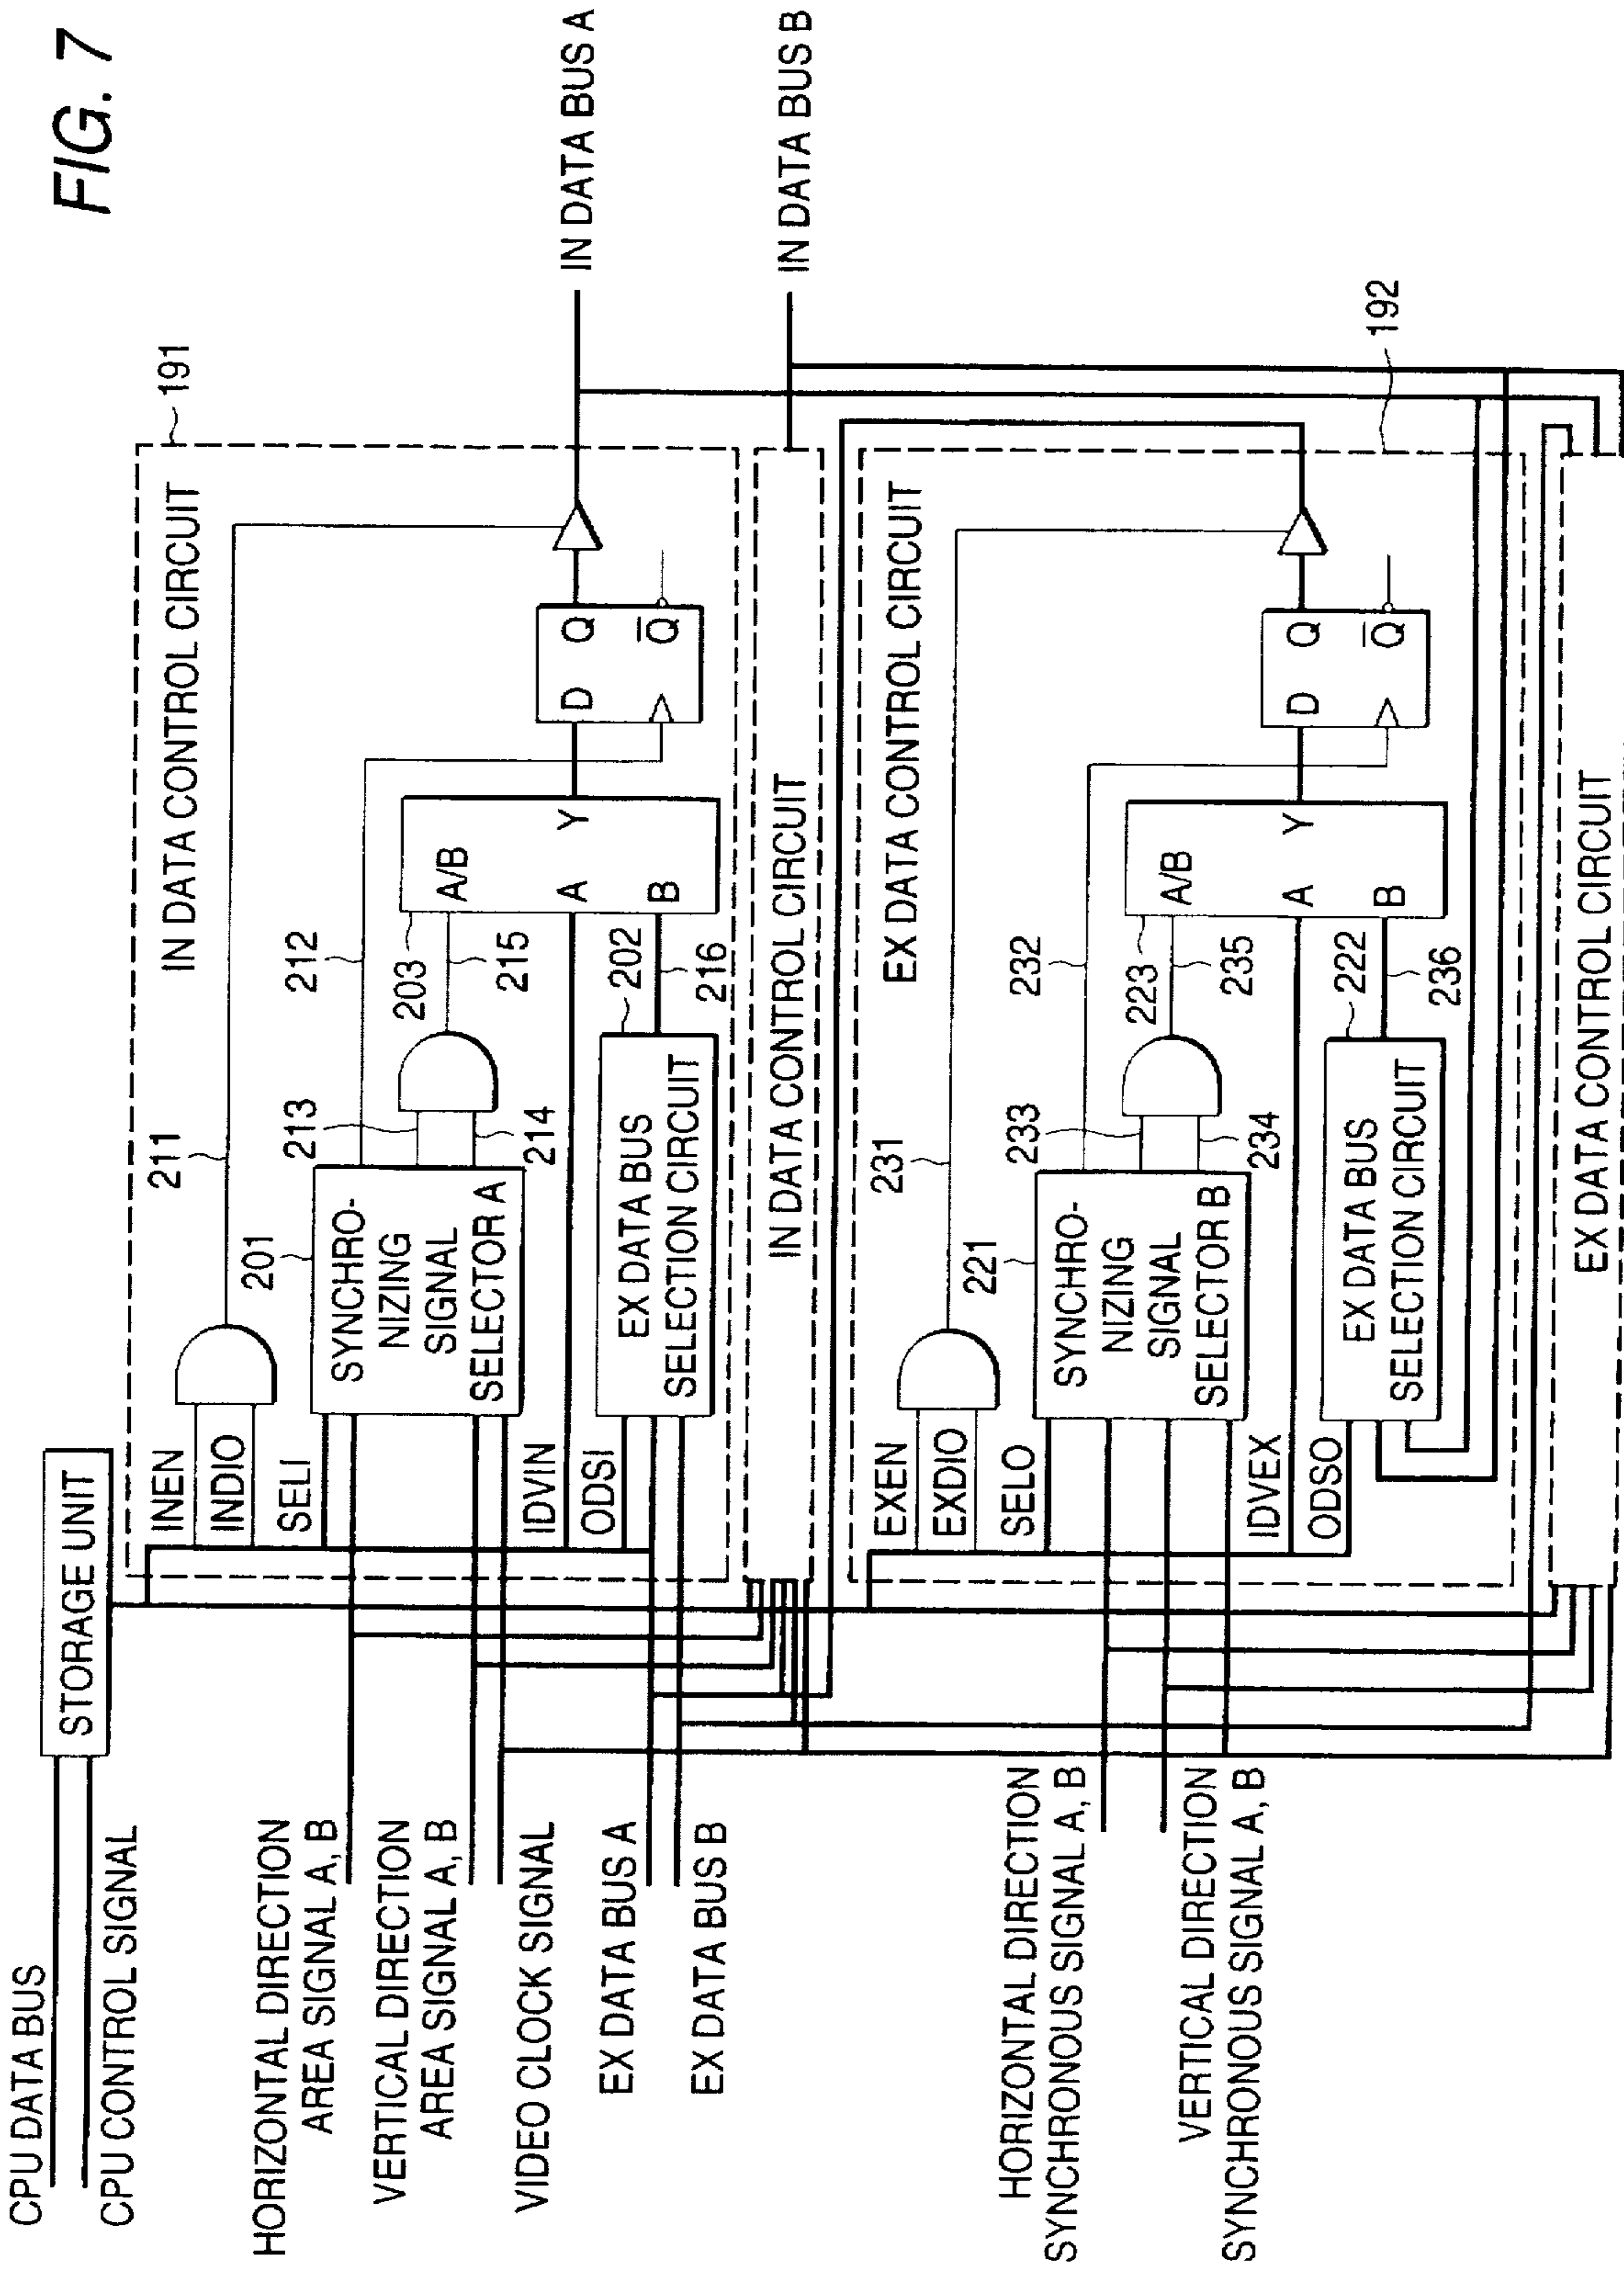 FIG. 7
CPU DATA BUS
CPU CONTROL SIGNAL
STORAGE UNIT
HORIZONTAL DIRECTION
AREA SIGNAL A, B
VERTICAL DIRECTION
AREA SIGNAL A, B
VIDEO CLOCK SIGNAL
EX DATA BUS A
EX DATA BUS B
HORIZONTAL DIRECTION
SYNCHRONOUS SIGNAL A, B
VERTICAL DIRECTION
SYNCHRONOUS SIGNAL A, B
IN DATA CONTROL CIRCUIT
191
INEN
INDIO
SELI
IDVIN
ODSI
211
201
SYNCHRO-
NIZING
SIGNAL
SELECTOR A
212
213
214
203
215
A/B
A
B
Y
EX DATA BUS
SELECTION CIRCUIT
202
216
D
Q
Q̅
IN DATA BUS A
IN DATA CONTROL CIRCUIT
IN DATA BUS B
EX DATA CONTROL CIRCUIT
192
EXEN
EXDIO
SELO
IDVEX
ODSO
231
221
SYNCHRO-
NIZING
SIGNAL
SELECTOR B
232
233
234
223
235
A/B
A
B
Y
EX DATA BUS
SELECTION CIRCUIT
222
236
D
Q
Q̅
EX DATA CONTROL CIRCUIT